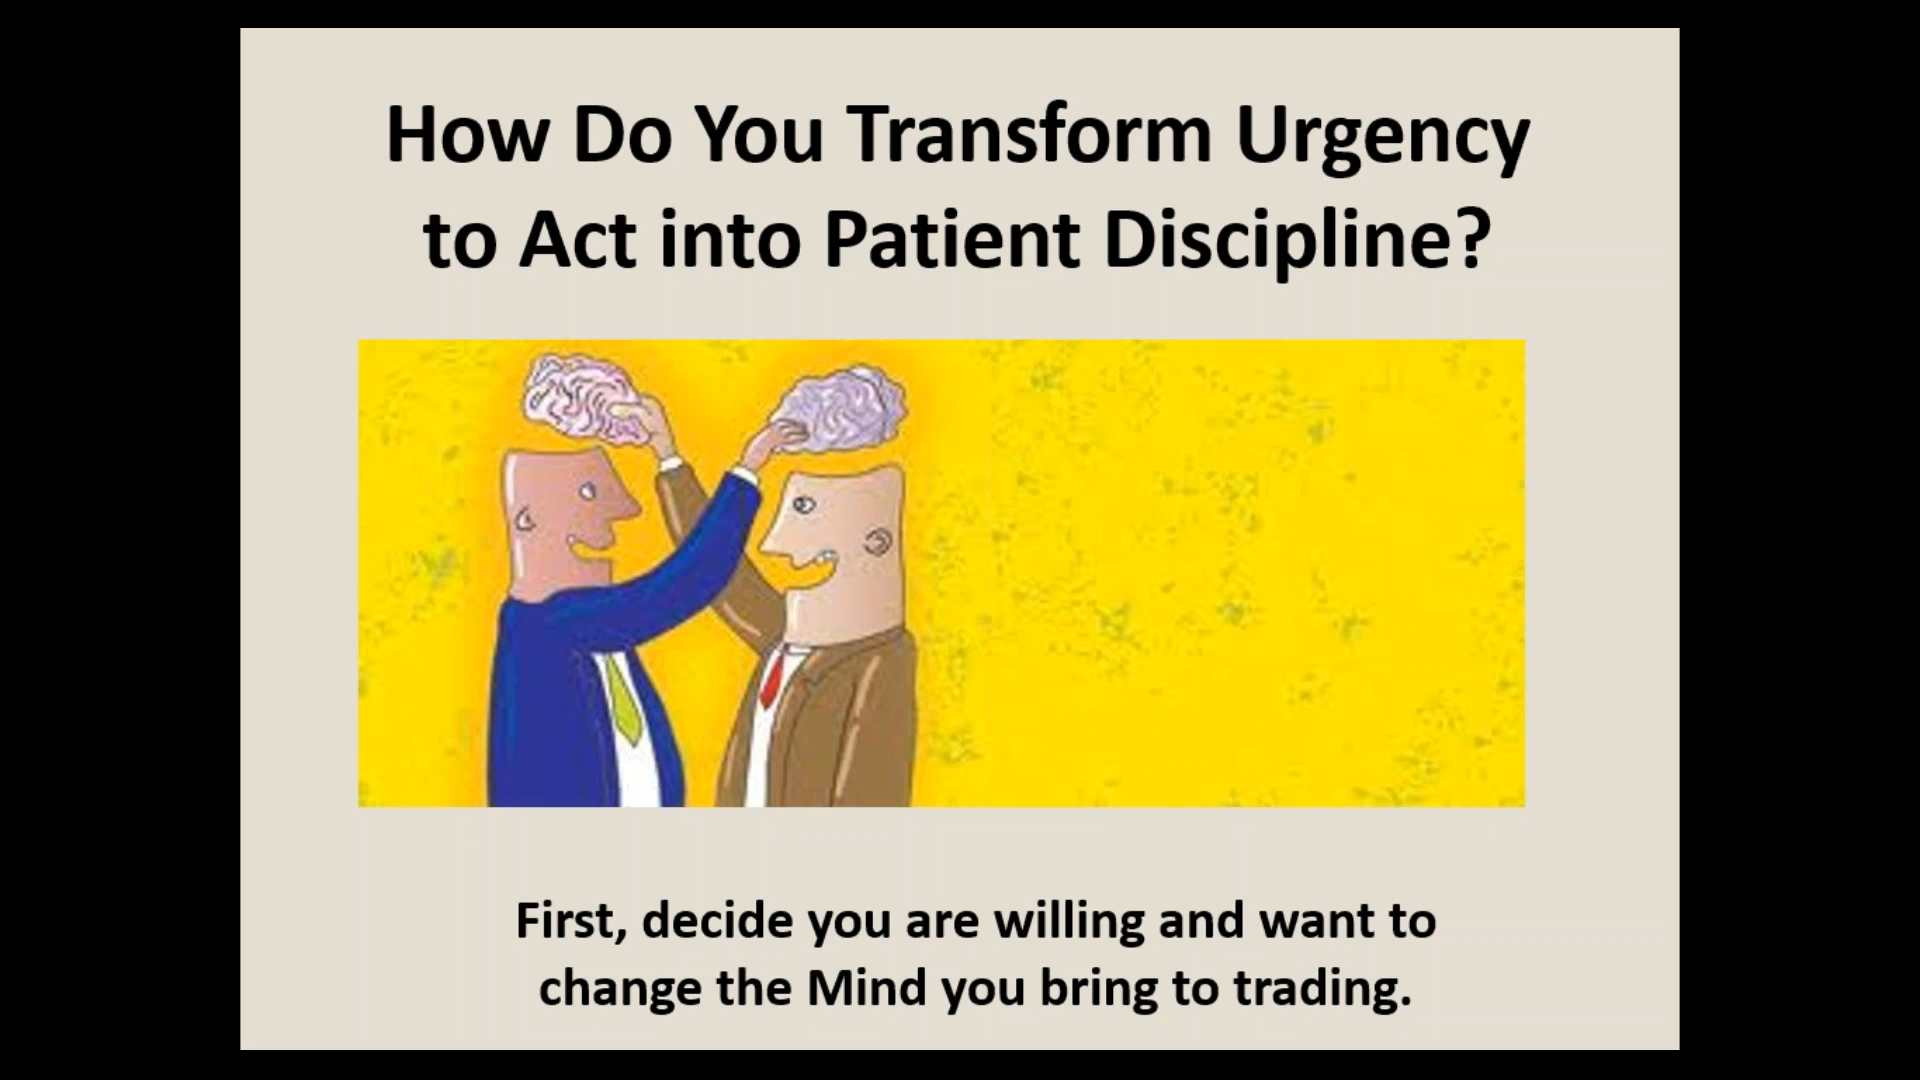 How Do You Transform Urgency
to Act into Patient Discipline?
First, decide you are willing and want to
change the Mind you bring to trading.